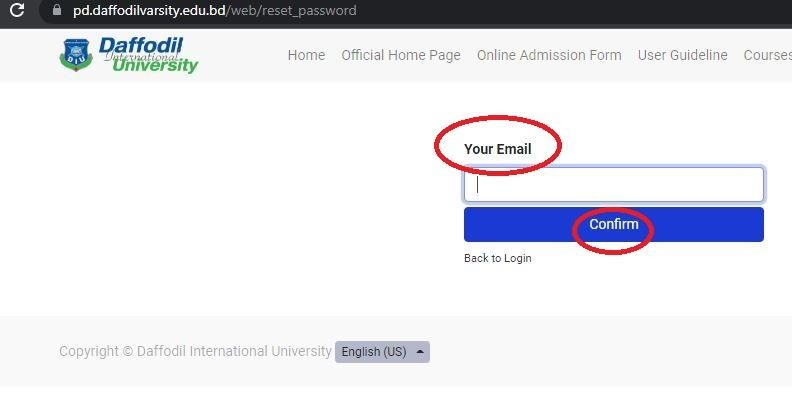 pd.daffodilvarsity.edu.bd/web/reset_password
Daffodil
International
University
DIU
Home Official Home Page Online Admission Form User Guideline Courses
Your Email
Confirm
Back to Login
Copyright © Daffodil International University English (US)